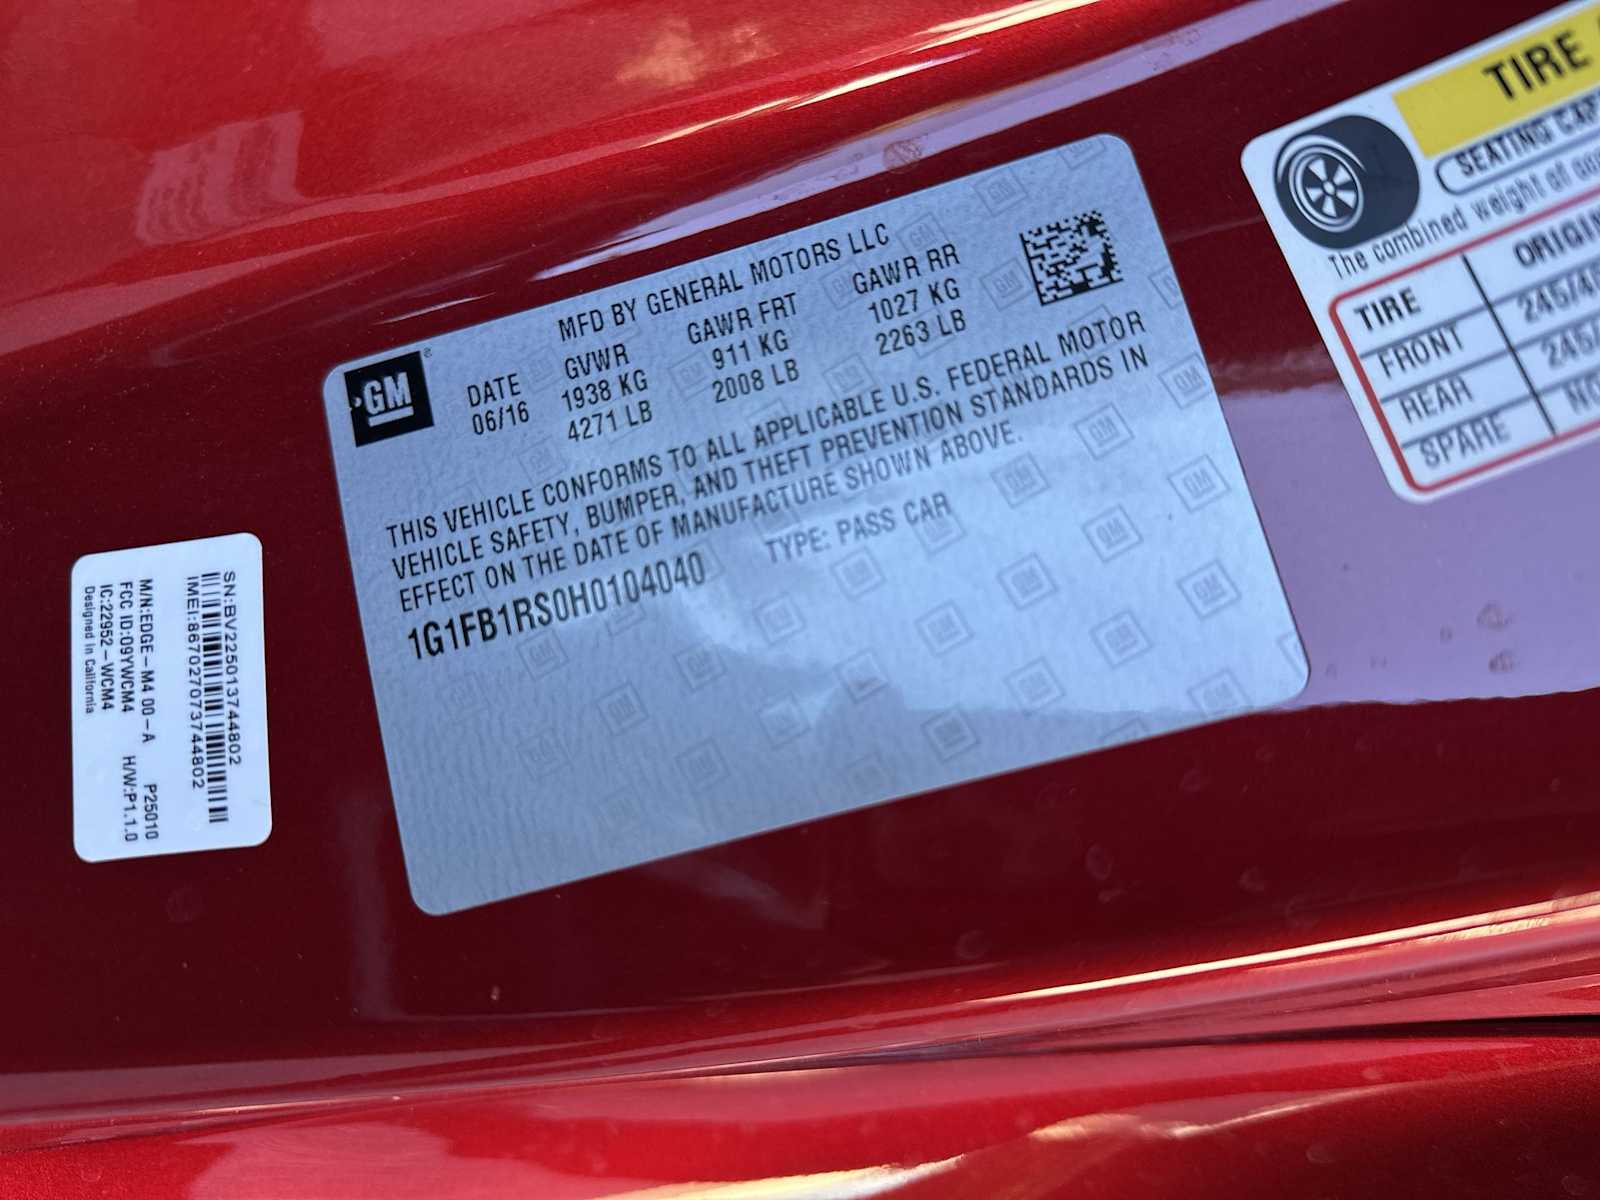 GM
MFD BY GENERAL MOTORS LLC
DATE GVWR GAWR FRT GAWR RR
06/16 1938 KG 911 KG 1027 KG
4271 LB 2008 LB 2263 LB
THIS VEHICLE CONFORMS TO ALL APPLICABLE U.S. FEDERAL MOTOR
VEHICLE SAFETY, BUMPER, AND THEFT PREVENTION STANDARDS IN
EFFECT ON THE DATE OF MANUFACTURE SHOWN ABOVE.
1G1FB1RS0H0104040 TYPE: PASS CAR
SN:BV225013744802
IMEI:867027073744802
M/N:EDGE-M4 00-A P25010
FCC ID:09YWCM4 H/W:P1.1.0
IC:22952-WCM4
Designed in California
TIRE
SEATING
The combined weight of
TIRE
FRONT
REAR
SPARE